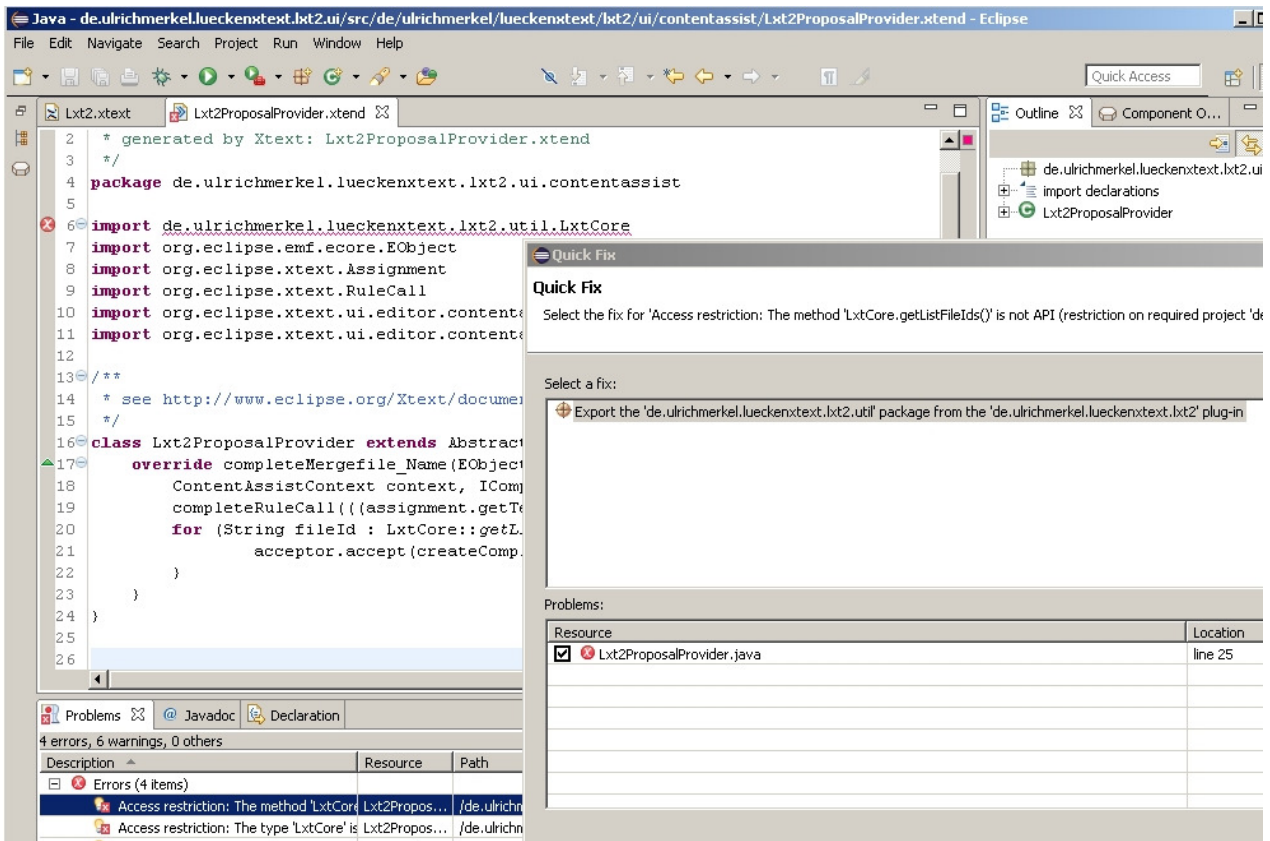 Java - de.ulrichmerkel.lueckenxtext.lxt2.ui/src/de/ulrichmerkel/lueckenxtext/lxt2/ui/contentassist/Lxt2ProposalProvider.xtend - Eclipse
File Edit Navigate Search Project Run Window Help
Quick Access
Lxt2.xtext Lxt2ProposalProvider.xtend
Outline Component O...
2 * generated by Xtext: Lxt2ProposalProvider.xtend
3 */
4 package de.ulrichmerkel.lueckenxtext.lxt2.ui.contentassist
5
6 import de.ulrichmerkel.lueckenxtext.lxt2.util.LxtCore
7 import org.eclipse.emf.ecore.EObject
8 import org.eclipse.xtext.Assignment
9 import org.eclipse.xtext.RuleCall
10 import org.eclipse.xtext.ui.editor.contenta
11 import org.eclipse.xtext.ui.editor.contenta
12
13 /**
14 * see http://www.eclipse.org/Xtext/documen
15 */
16 class Lxt2ProposalProvider extends Abstract
17 override completeMergefile_Name(EObject
18 ContentAssistContext context, IComp
19 completeRuleCall(((assignment.getTe
20 for (String fileId : LxtCore::getL
21 acceptor.accept(createComp
22 }
23 }
24 }
25
26
de.ulrichmerkel.lueckenxtext.lxt2.ui
import declarations
Lxt2ProposalProvider
Quick Fix
Quick Fix
Select the fix for 'Access restriction: The method 'LxtCore.getListFileIds()' is not API (restriction on required project 'de
Select a fix:
Export the 'de.ulrichmerkel.lueckenxtext.lxt2.util' package from the 'de.ulrichmerkel.lueckenxtext.lxt2' plug-in
Problems:
Resource Location
Lxt2ProposalProvider.java line 25
Problems Javadoc Declaration
4 errors, 6 warnings, 0 others
Description Resource Path
Errors (4 items)
Access restriction: The method 'LxtCore Lxt2Propos... /de.ulrichm
Access restriction: The type 'LxtCore' is Lxt2Propos... /de.ulrichm